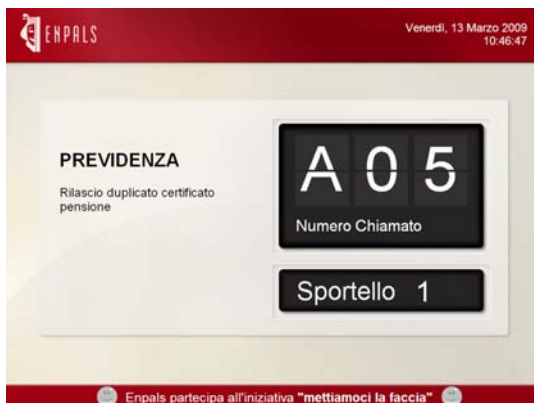 ENPALS
Venerdì, 13 Marzo 2009
10:46:47
PREVIDENZA
Rilascio duplicato certificato
pensione
A 0 5
Numero Chiamato
Sportello 1
Enpals partecipa all'iniziativa "mettiamoci la faccia"